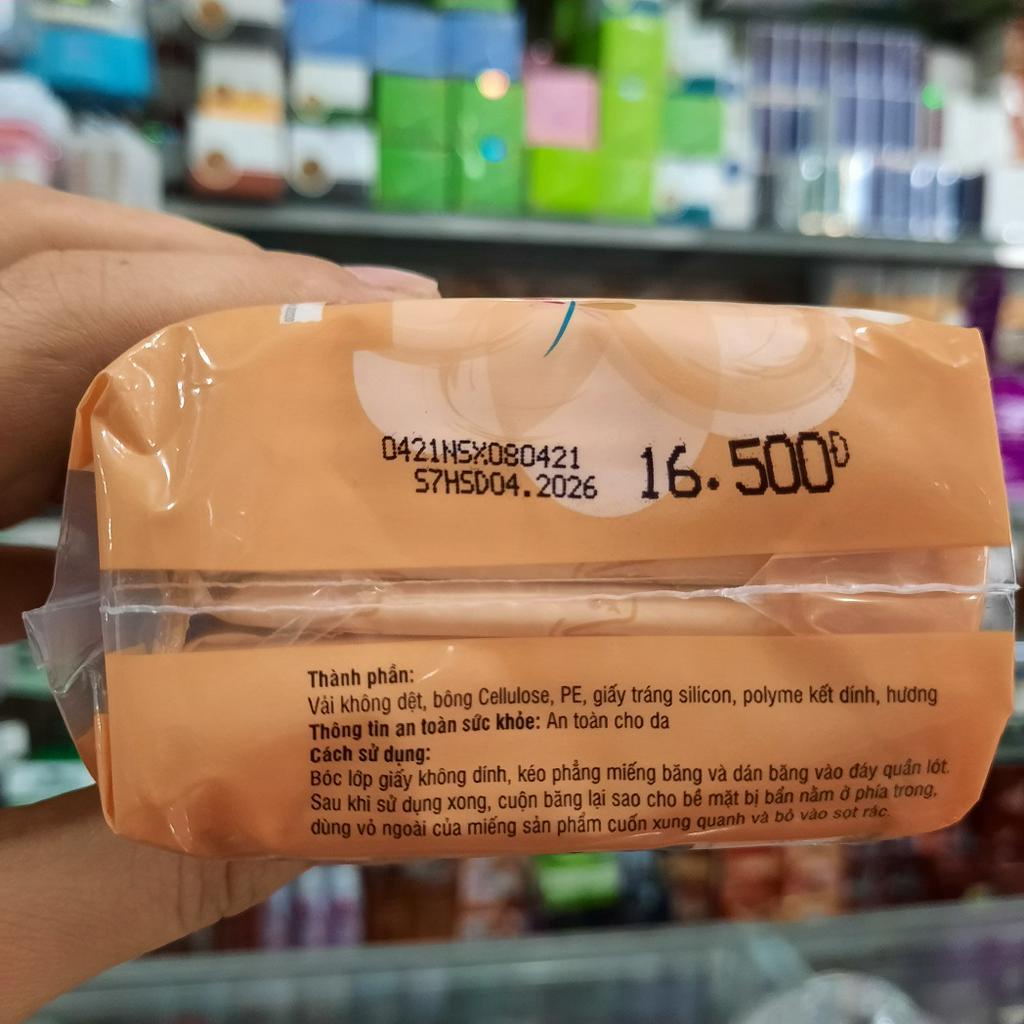 0421NSX080421
S7HSD04.2026
16.500Đ
Thành phần:
Vải không dệt, bông Cellulose, PE, giấy tráng silicon, polyme kết dính, hương
Thông tin an toàn sức khỏe: An toàn cho da
Cách sử dụng:
Bóc lớp giấy không dính, kéo phẳng miếng băng và dán băng vào đáy quần lót.
Sau khi sử dụng xong, cuộn băng lại sao cho bề mặt bị bẩn nằm ở phía trong,
dùng vỏ ngoài của miếng sản phẩm cuốn xung quanh và bỏ vào sọt rác.